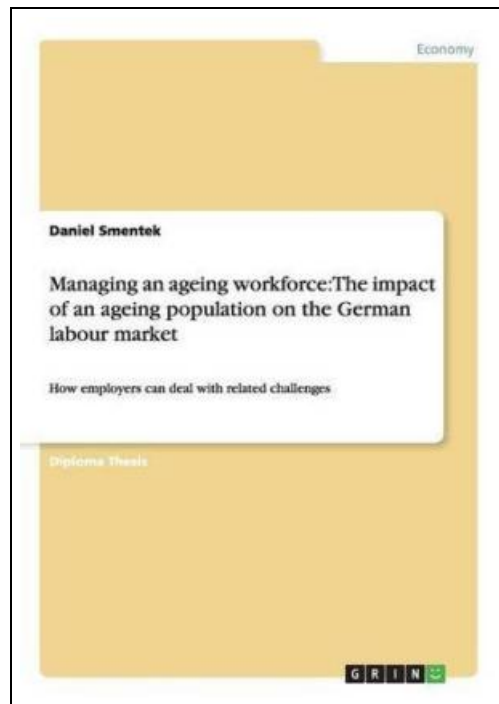 Economy
Daniel Smentek
Managing an ageing workforce:The impact
of an ageing population on the German
labour market
How employers can deal with related challenges
Diploma Thesis
GRIN